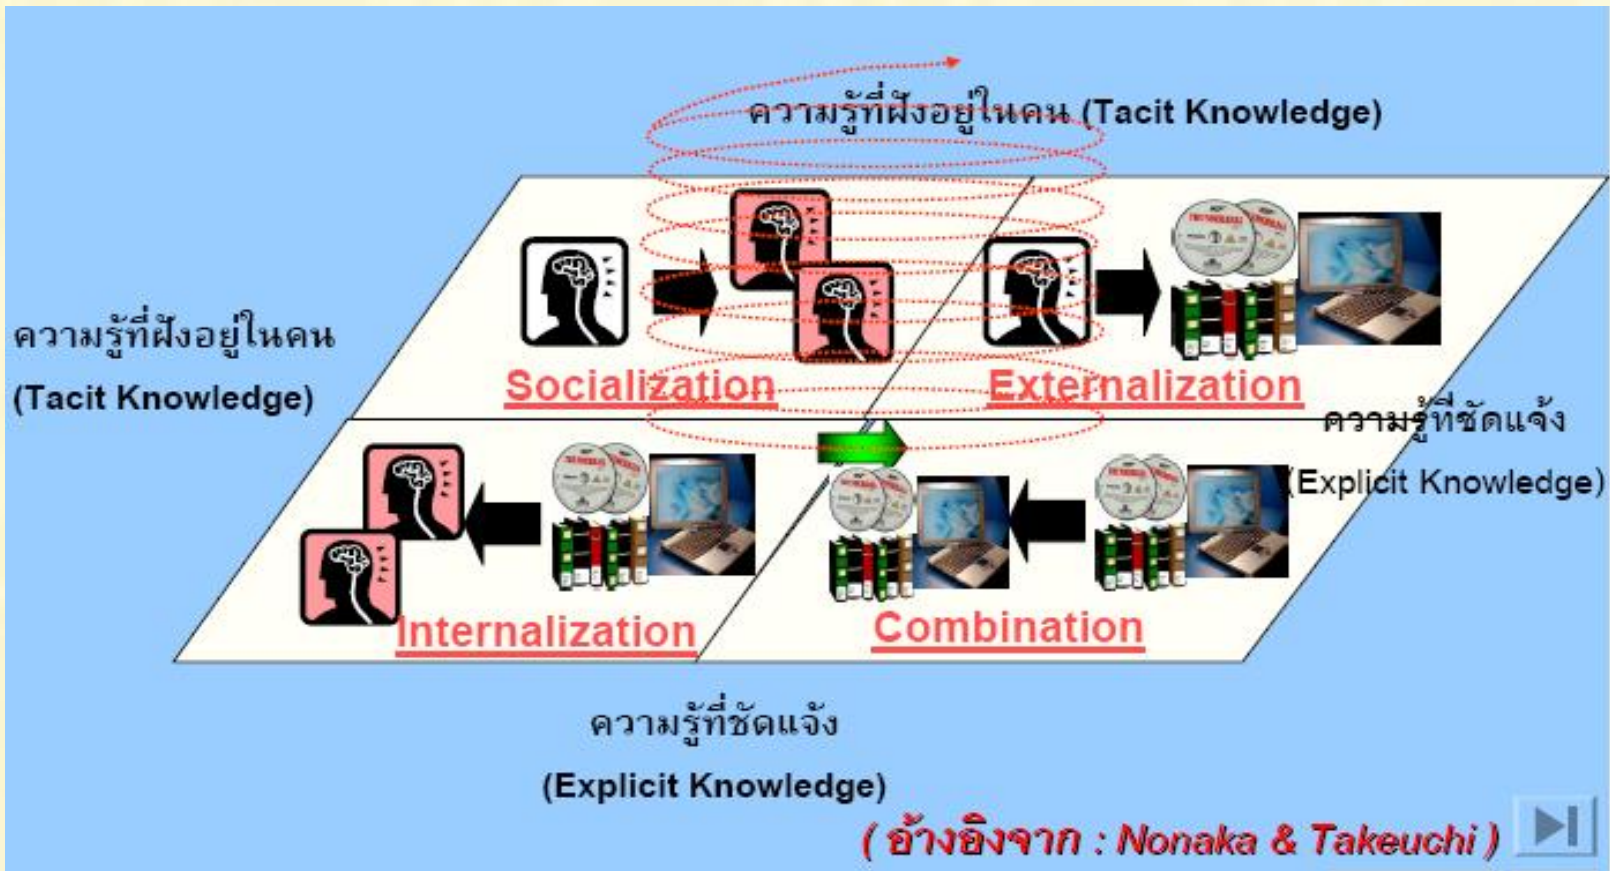 ความรู้ที่ฝังอยู่ในคน (Tacit Knowledge)
ความรู้ที่ฝังอยู่ในคน
(Tacit Knowledge)
Socialization
Externalization
ความรู้ที่ชัดแจ้ง
(Explicit Knowledge)
Internalization
Combination
ความรู้ที่ชัดแจ้ง
(Explicit Knowledge)
( อ้างอิงจาก : Nonaka & Takeuchi )